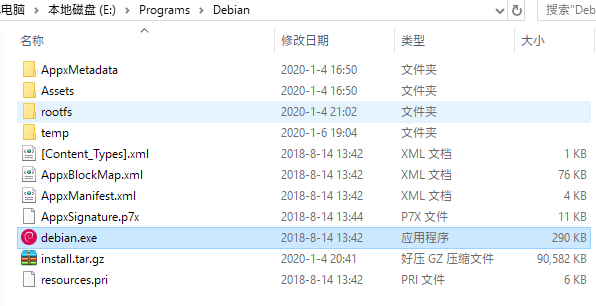 电脑 > 本地磁盘 (E:) > Programs > Debian 搜索"Deb
名称 修改日期 类型 大小
AppxMetadata 2020-1-4 16:50 文件夹
Assets 2020-1-4 16:50 文件夹
rootfs 2020-1-4 21:02 文件夹
temp 2020-1-6 19:04 文件夹
[Content_Types].xml 2018-8-14 13:42 XML 文档 1 KB
AppxBlockMap.xml 2018-8-14 13:42 XML 文档 76 KB
AppxManifest.xml 2018-8-14 13:42 XML 文档 4 KB
AppxSignature.p7x 2018-8-14 13:44 P7X 文件 11 KB
debian.exe 2018-8-14 13:42 应用程序 290 KB
install.tar.gz 2020-1-4 20:41 好压 GZ 压缩文件 90,582 KB
resources.pri 2018-8-14 13:42 PRI 文件 6 KB